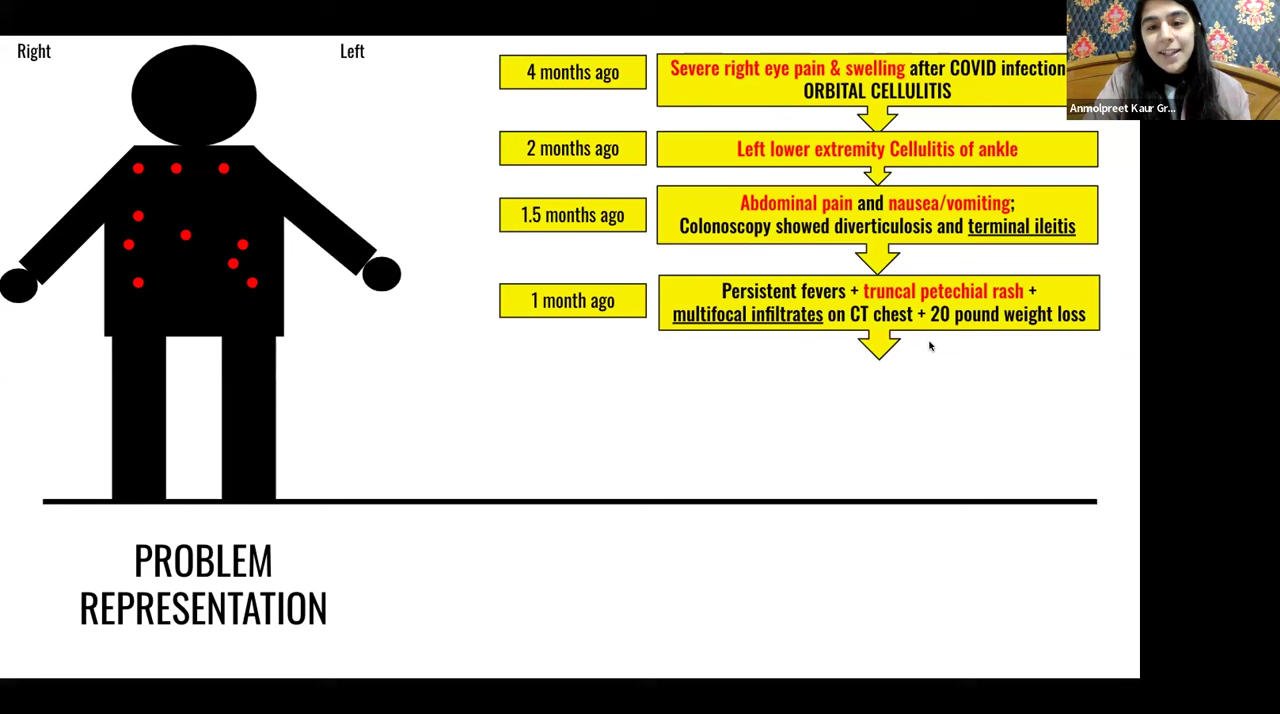 Right
Left
4 months ago
Severe right eye pain & swelling after COVID infection
ORBITAL CELLULITIS
Anmolpreet Kaur Gr...
2 months ago
Left lower extremity Cellulitis of ankle
1.5 months ago
Abdominal pain and nausea/vomiting;
Colonoscopy showed diverticulosis and terminal ileitis
1 month ago
Persistent fevers + truncal petechial rash +
multifocal infiltrates on CT chest + 20 pound weight loss
PROBLEM
REPRESENTATION